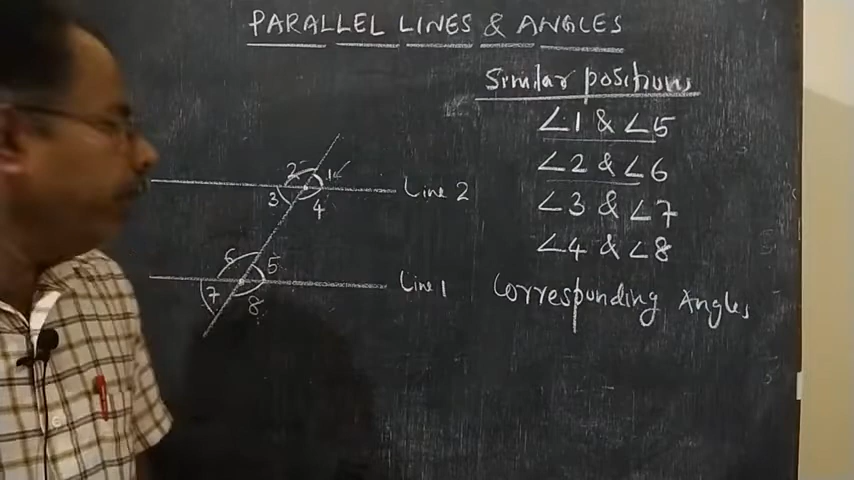 PARALLEL LINES & ANGLES
Similar positions
∠1 & ∠5
∠2 & ∠6
∠3 & ∠7
∠4 & ∠8
Corresponding Angles
2 1
3 4
Line 2
6 5
7 8
Line 1